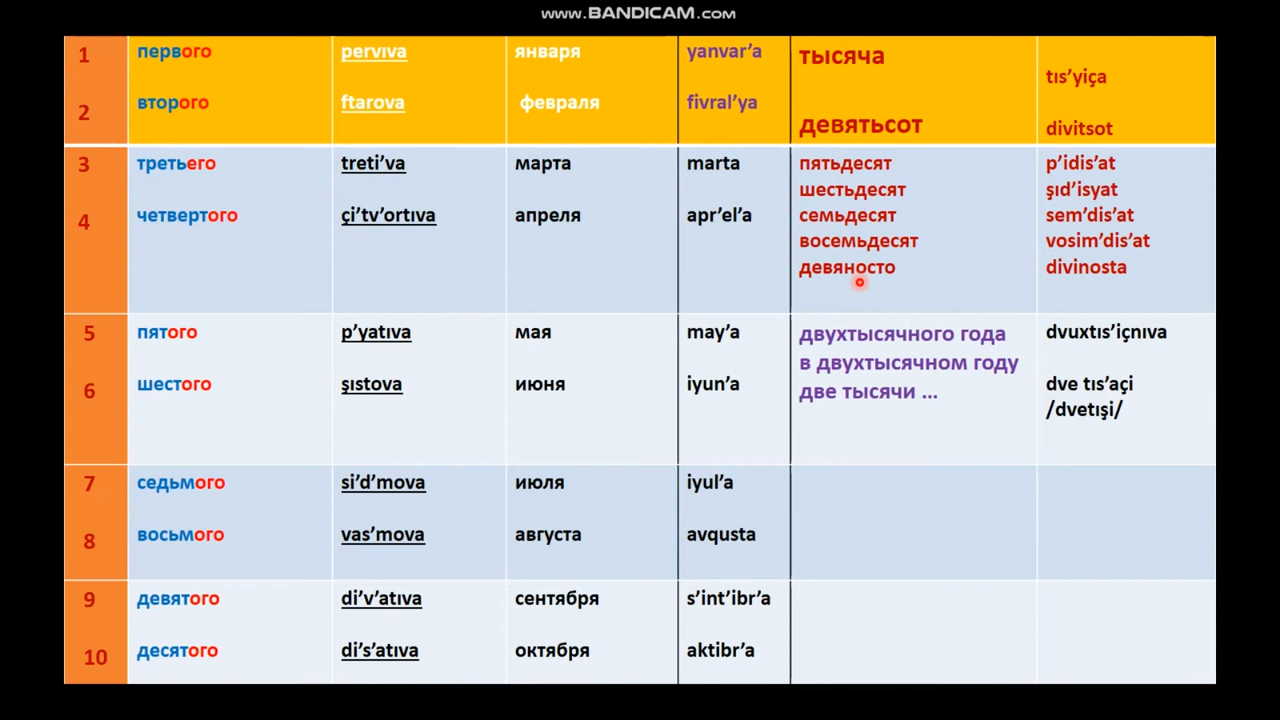 www.BANDICAM.com
1 первого pervıva января yanvar’a тысяча tıs’yiça
2 второго ftarova февраля fivral’ya девятьсот divitsot
3 третьего treti’va марта marta пятьдесят p’idis’at
шестьдесят şıd’isyat
4 четвертого çi’tv’ortıva апреля apr’el’a семьдесят sem’dis’at
восемьдесят vosim’dis’at
девяносто divinosta
5 пятого p’yatıva мая may’a двухтысячного года dvuxtıs’içnıva
в двухтысячном году
6 шестого şıstova июня iyun’a две тысячи ... dve tıs’açi
/dvetışi/
7 седьмого si’d’mova июля iyul’a
8 восьмого vas’mova августа avqusta
9 девятого di’v’atıva сентября s’int’ibr’a
10 десятого di’s’atıva октября aktibr’a